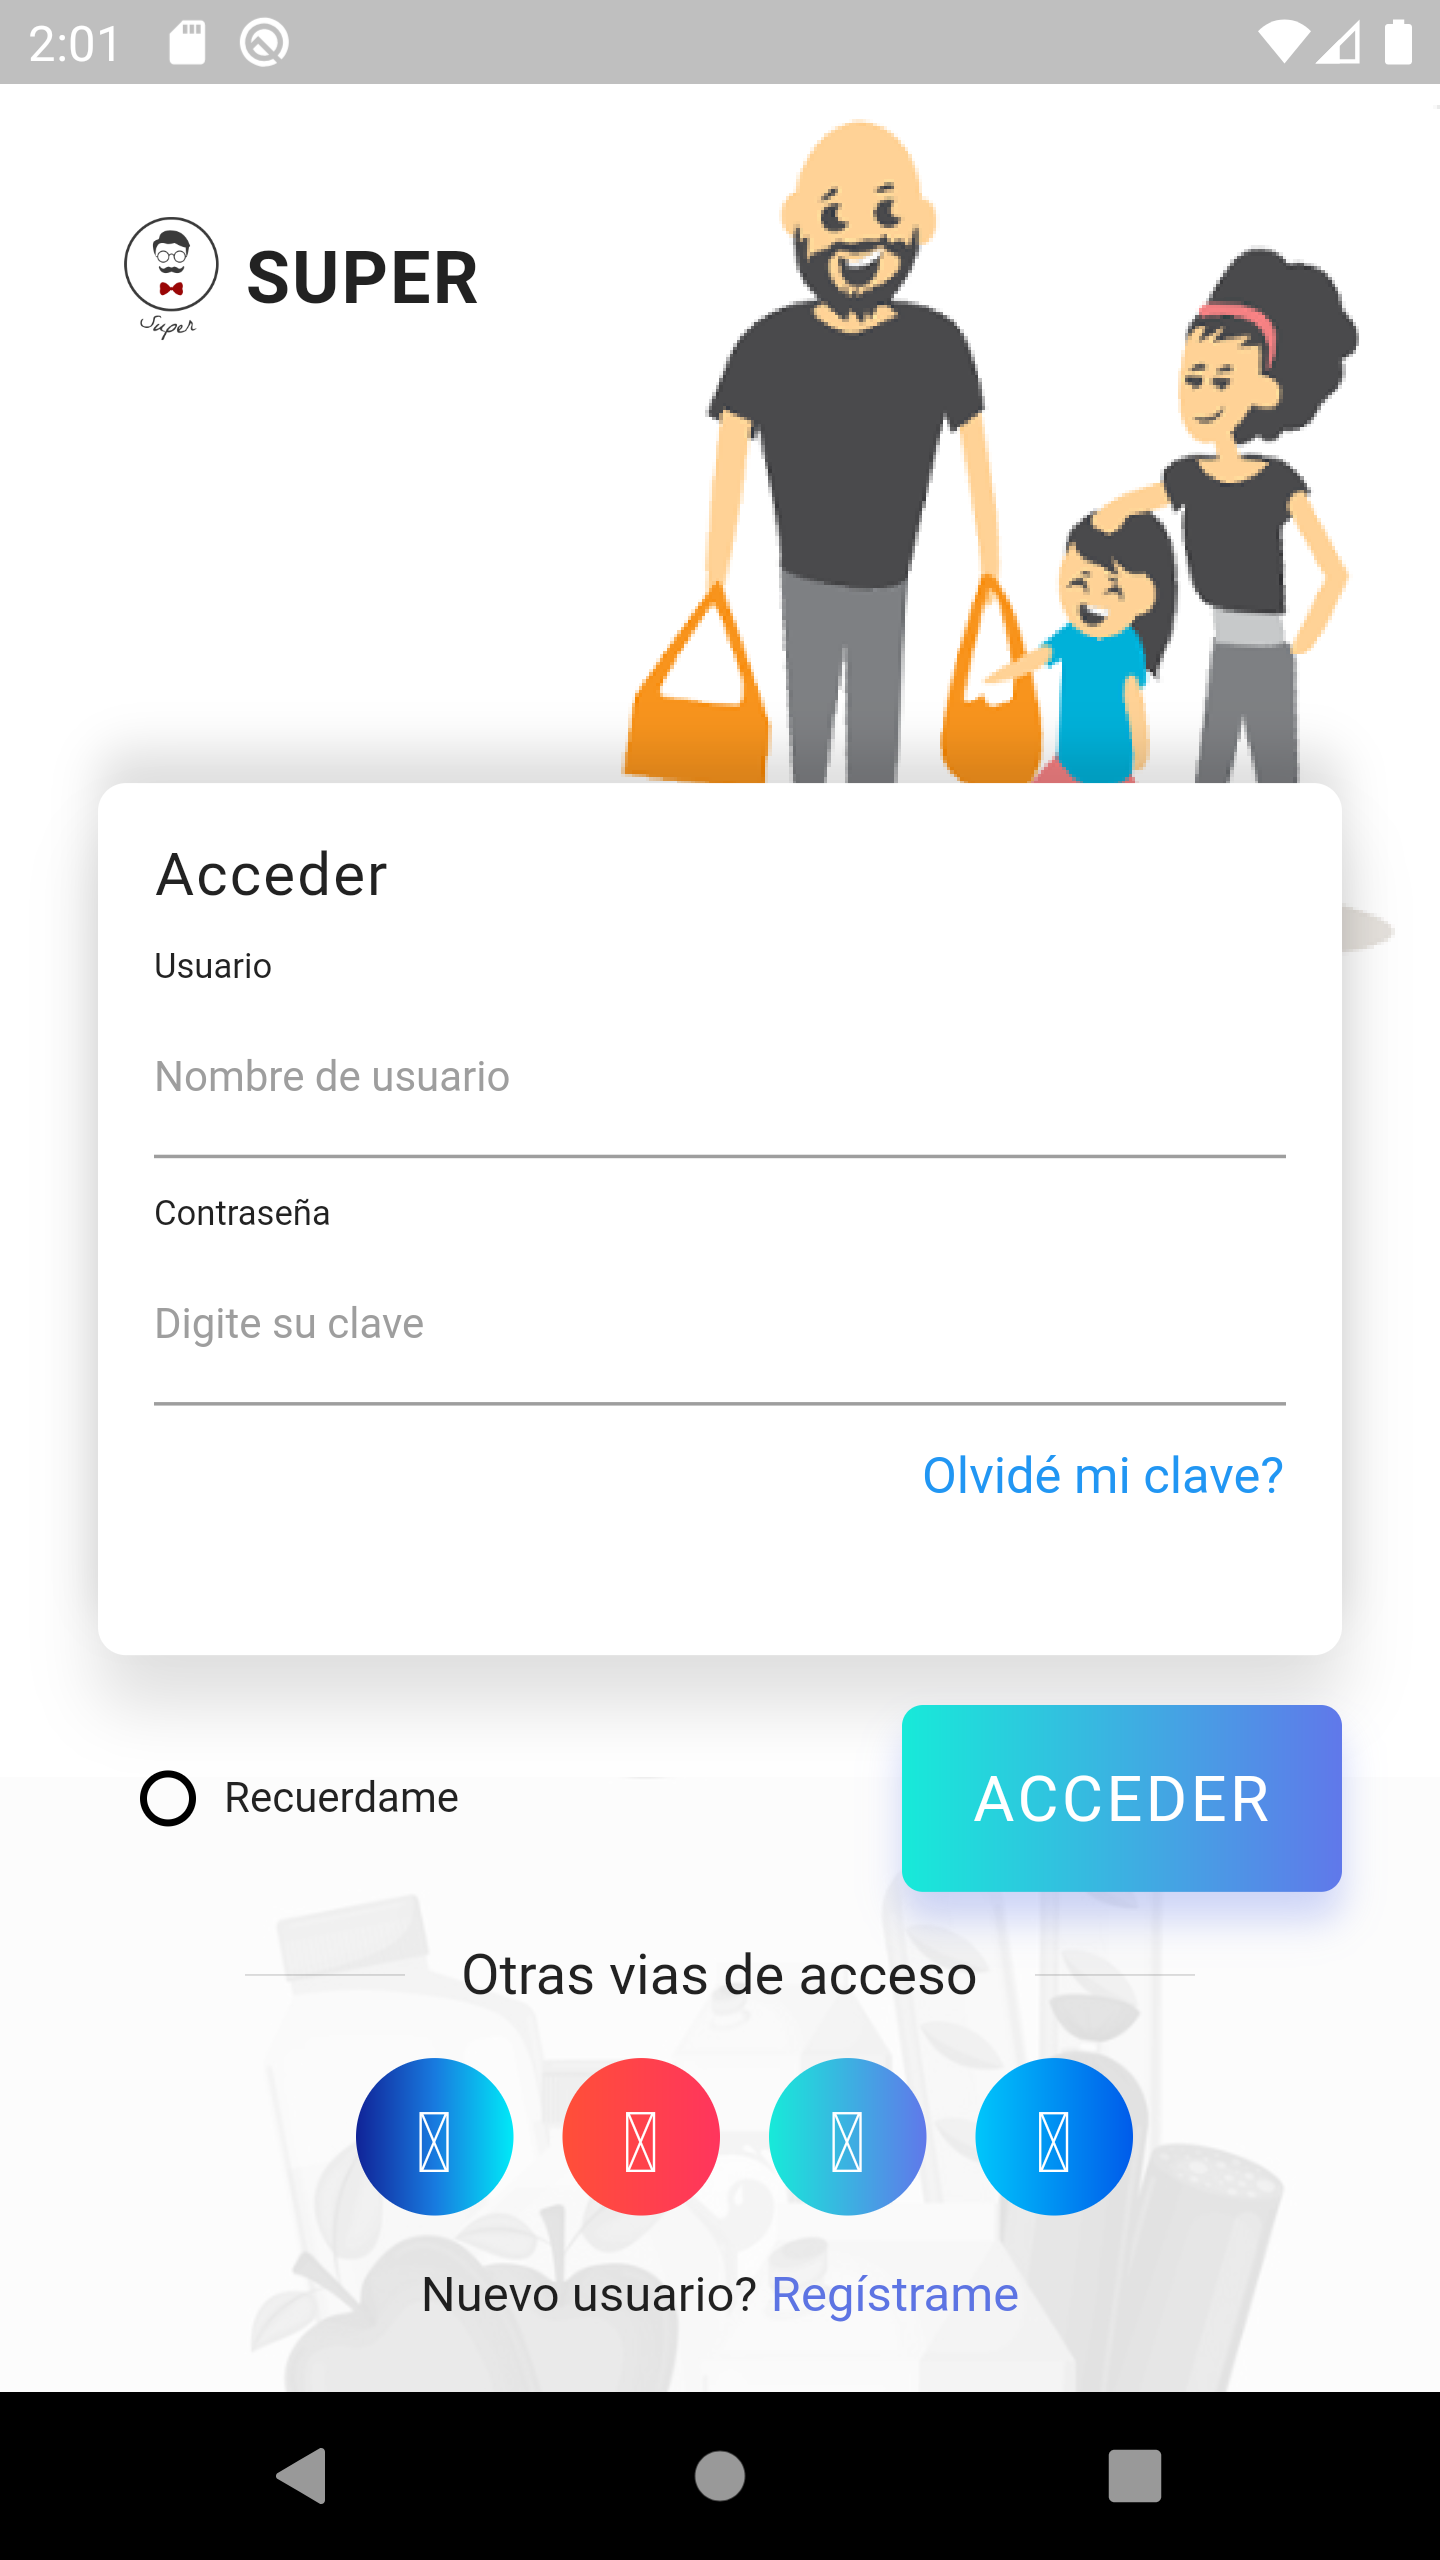 2:01
SUPER
Super
Acceder
Usuario
Nombre de usuario
Contraseña
Digite su clave
Olvidé mi clave?
Recuerdame
ACCEDER
Otras vias de acceso
Nuevo usuario? Regístrame